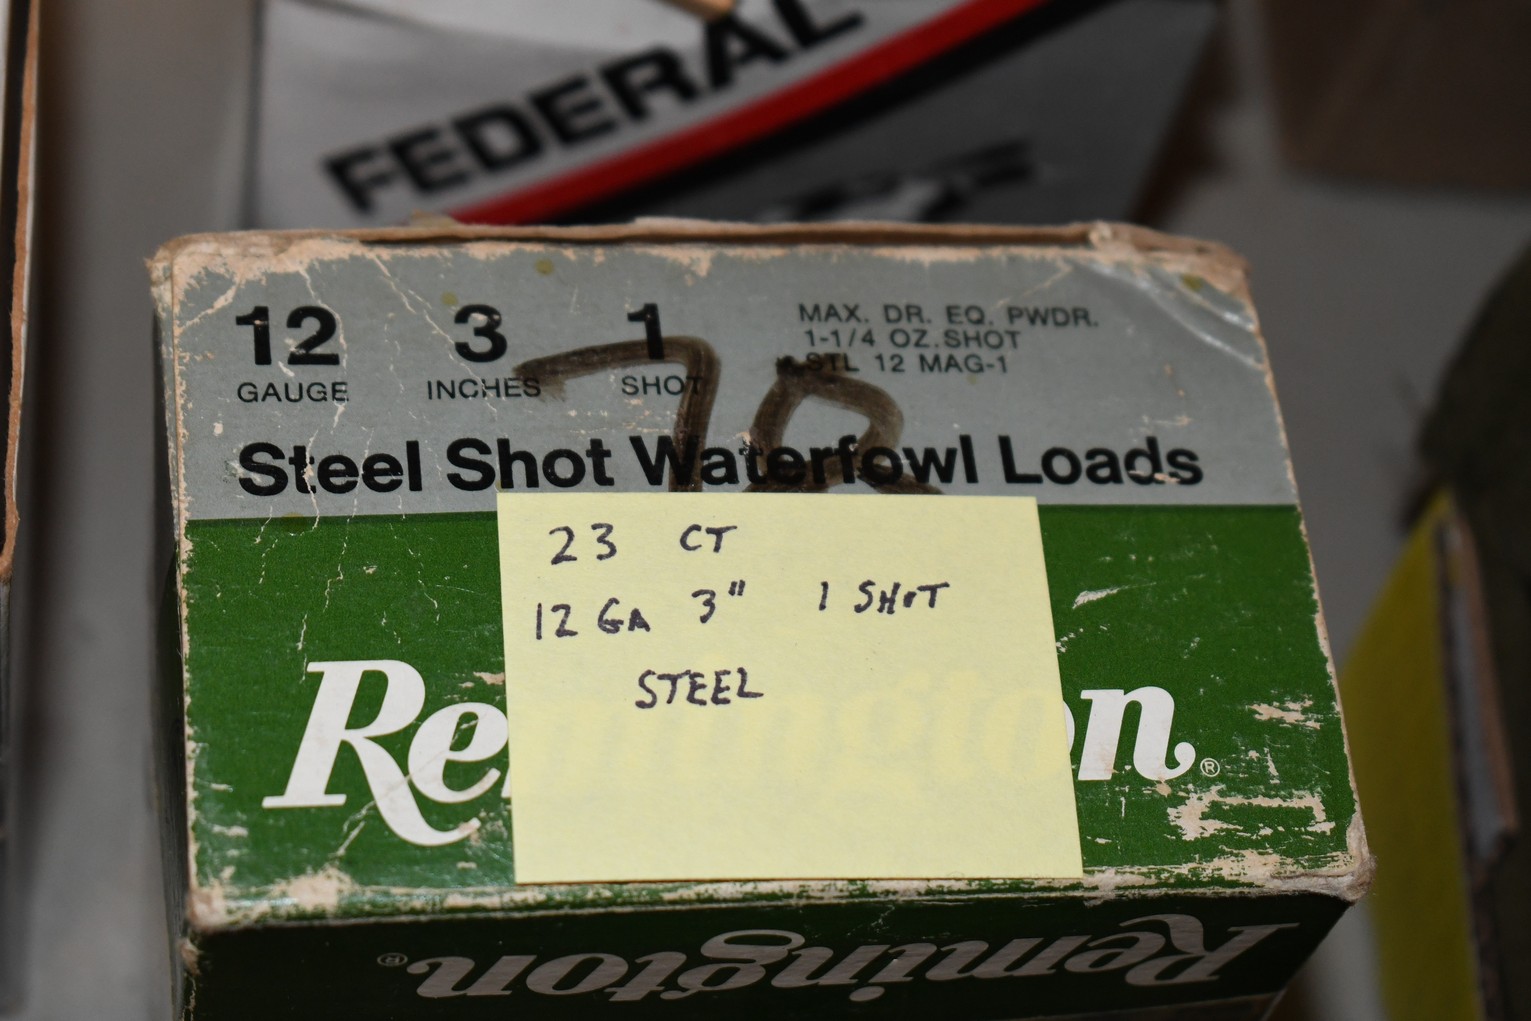 FEDERAL
12 3 1
GAUGE INCHES SHOT
MAX. DR. EQ. PWDR.
1-1/4 OZ. SHOT
STL 12 MAG-1
Steel Shot Waterfowl Loads
23 CT
12 GA 3" 1 SHOT
STEEL
Remington®
Remington®